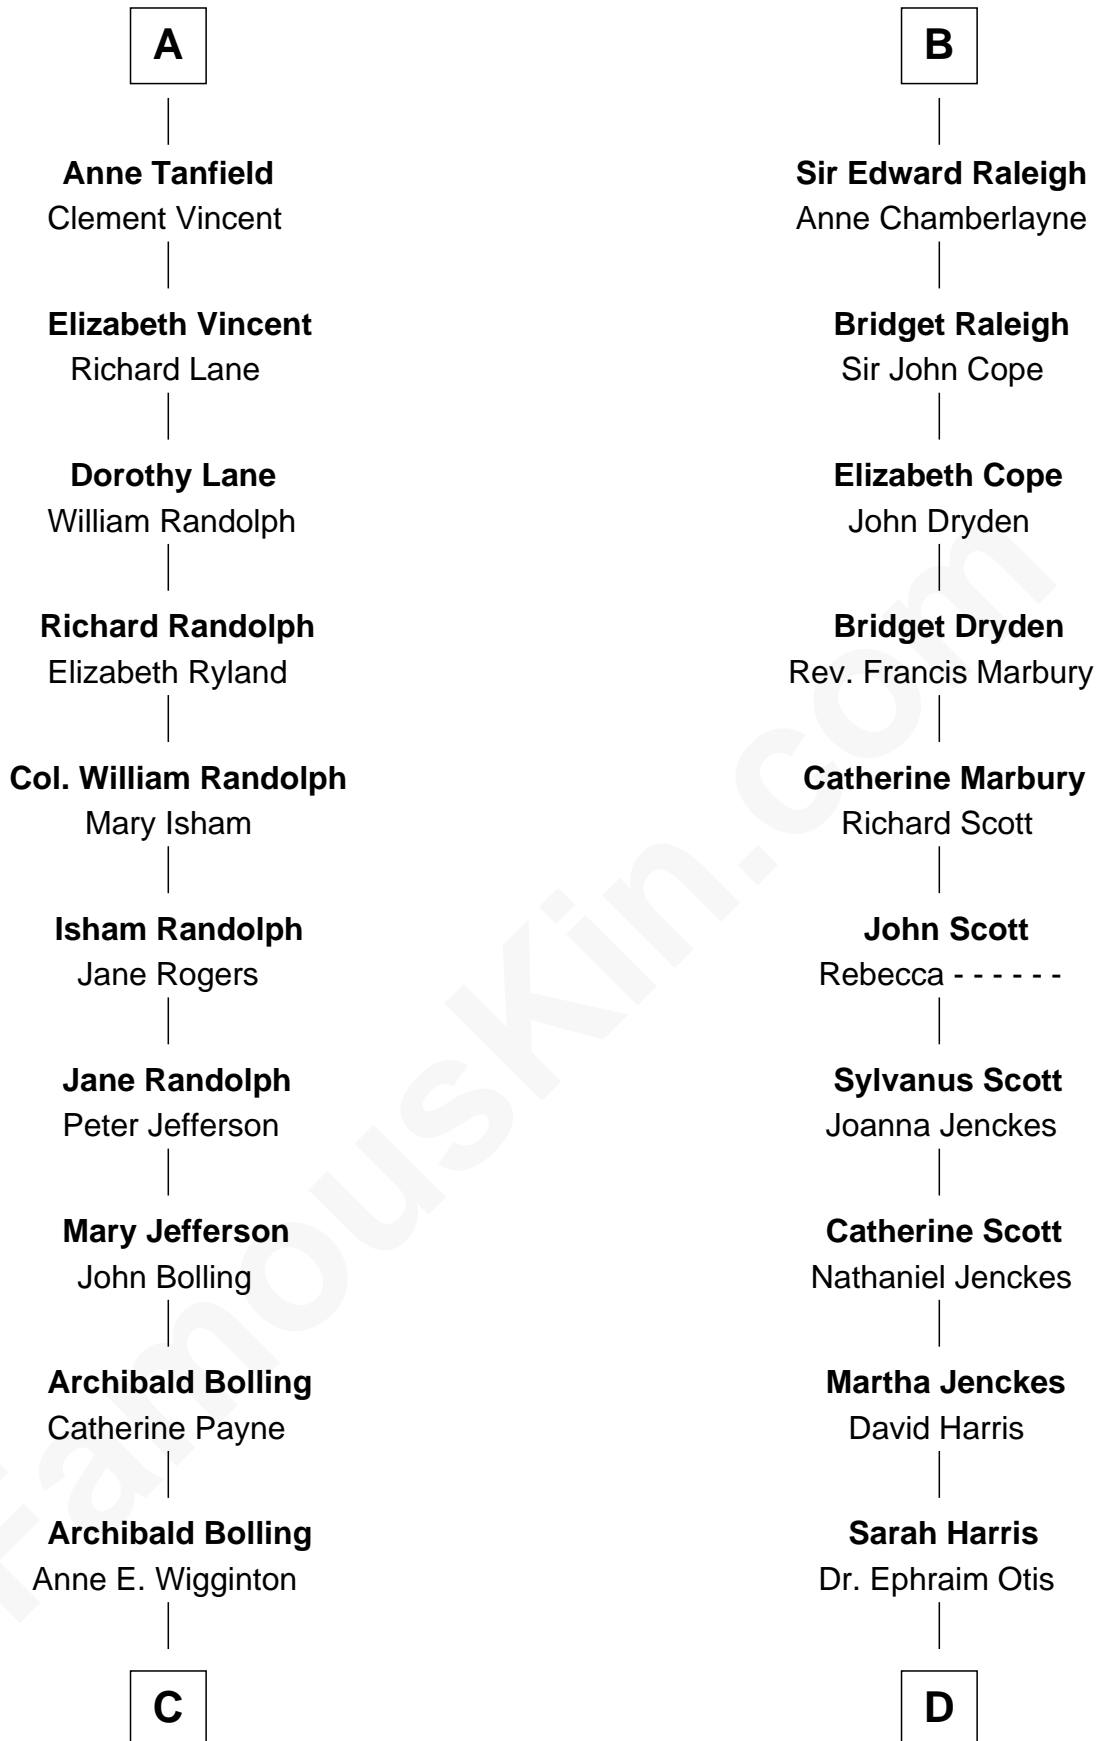 A
Anne Tanfield
Clement Vincent
Elizabeth Vincent
Richard Lane
Dorothy Lane
William Randolph
Richard Randolph
Elizabeth Ryland
Col. William Randolph
Mary Isham
Isham Randolph
Jane Rogers
Jane Randolph
Peter Jefferson
Mary Jefferson
John Bolling
Archibald Bolling
Catherine Payne
Archibald Bolling
Anne E. Wigginton
C
B
Sir Edward Raleigh
Anne Chamberlayne
Bridget Raleigh
Sir John Cope
Elizabeth Cope
John Dryden
Bridget Dryden
Rev. Francis Marbury
Catherine Marbury
Richard Scott
John Scott
Rebecca - - - - - -
Sylvanus Scott
Joanna Jenckes
Catherine Scott
Nathaniel Jenckes
Martha Jenckes
David Harris
Sarah Harris
Dr. Ephraim Otis
D
FamousKin.com